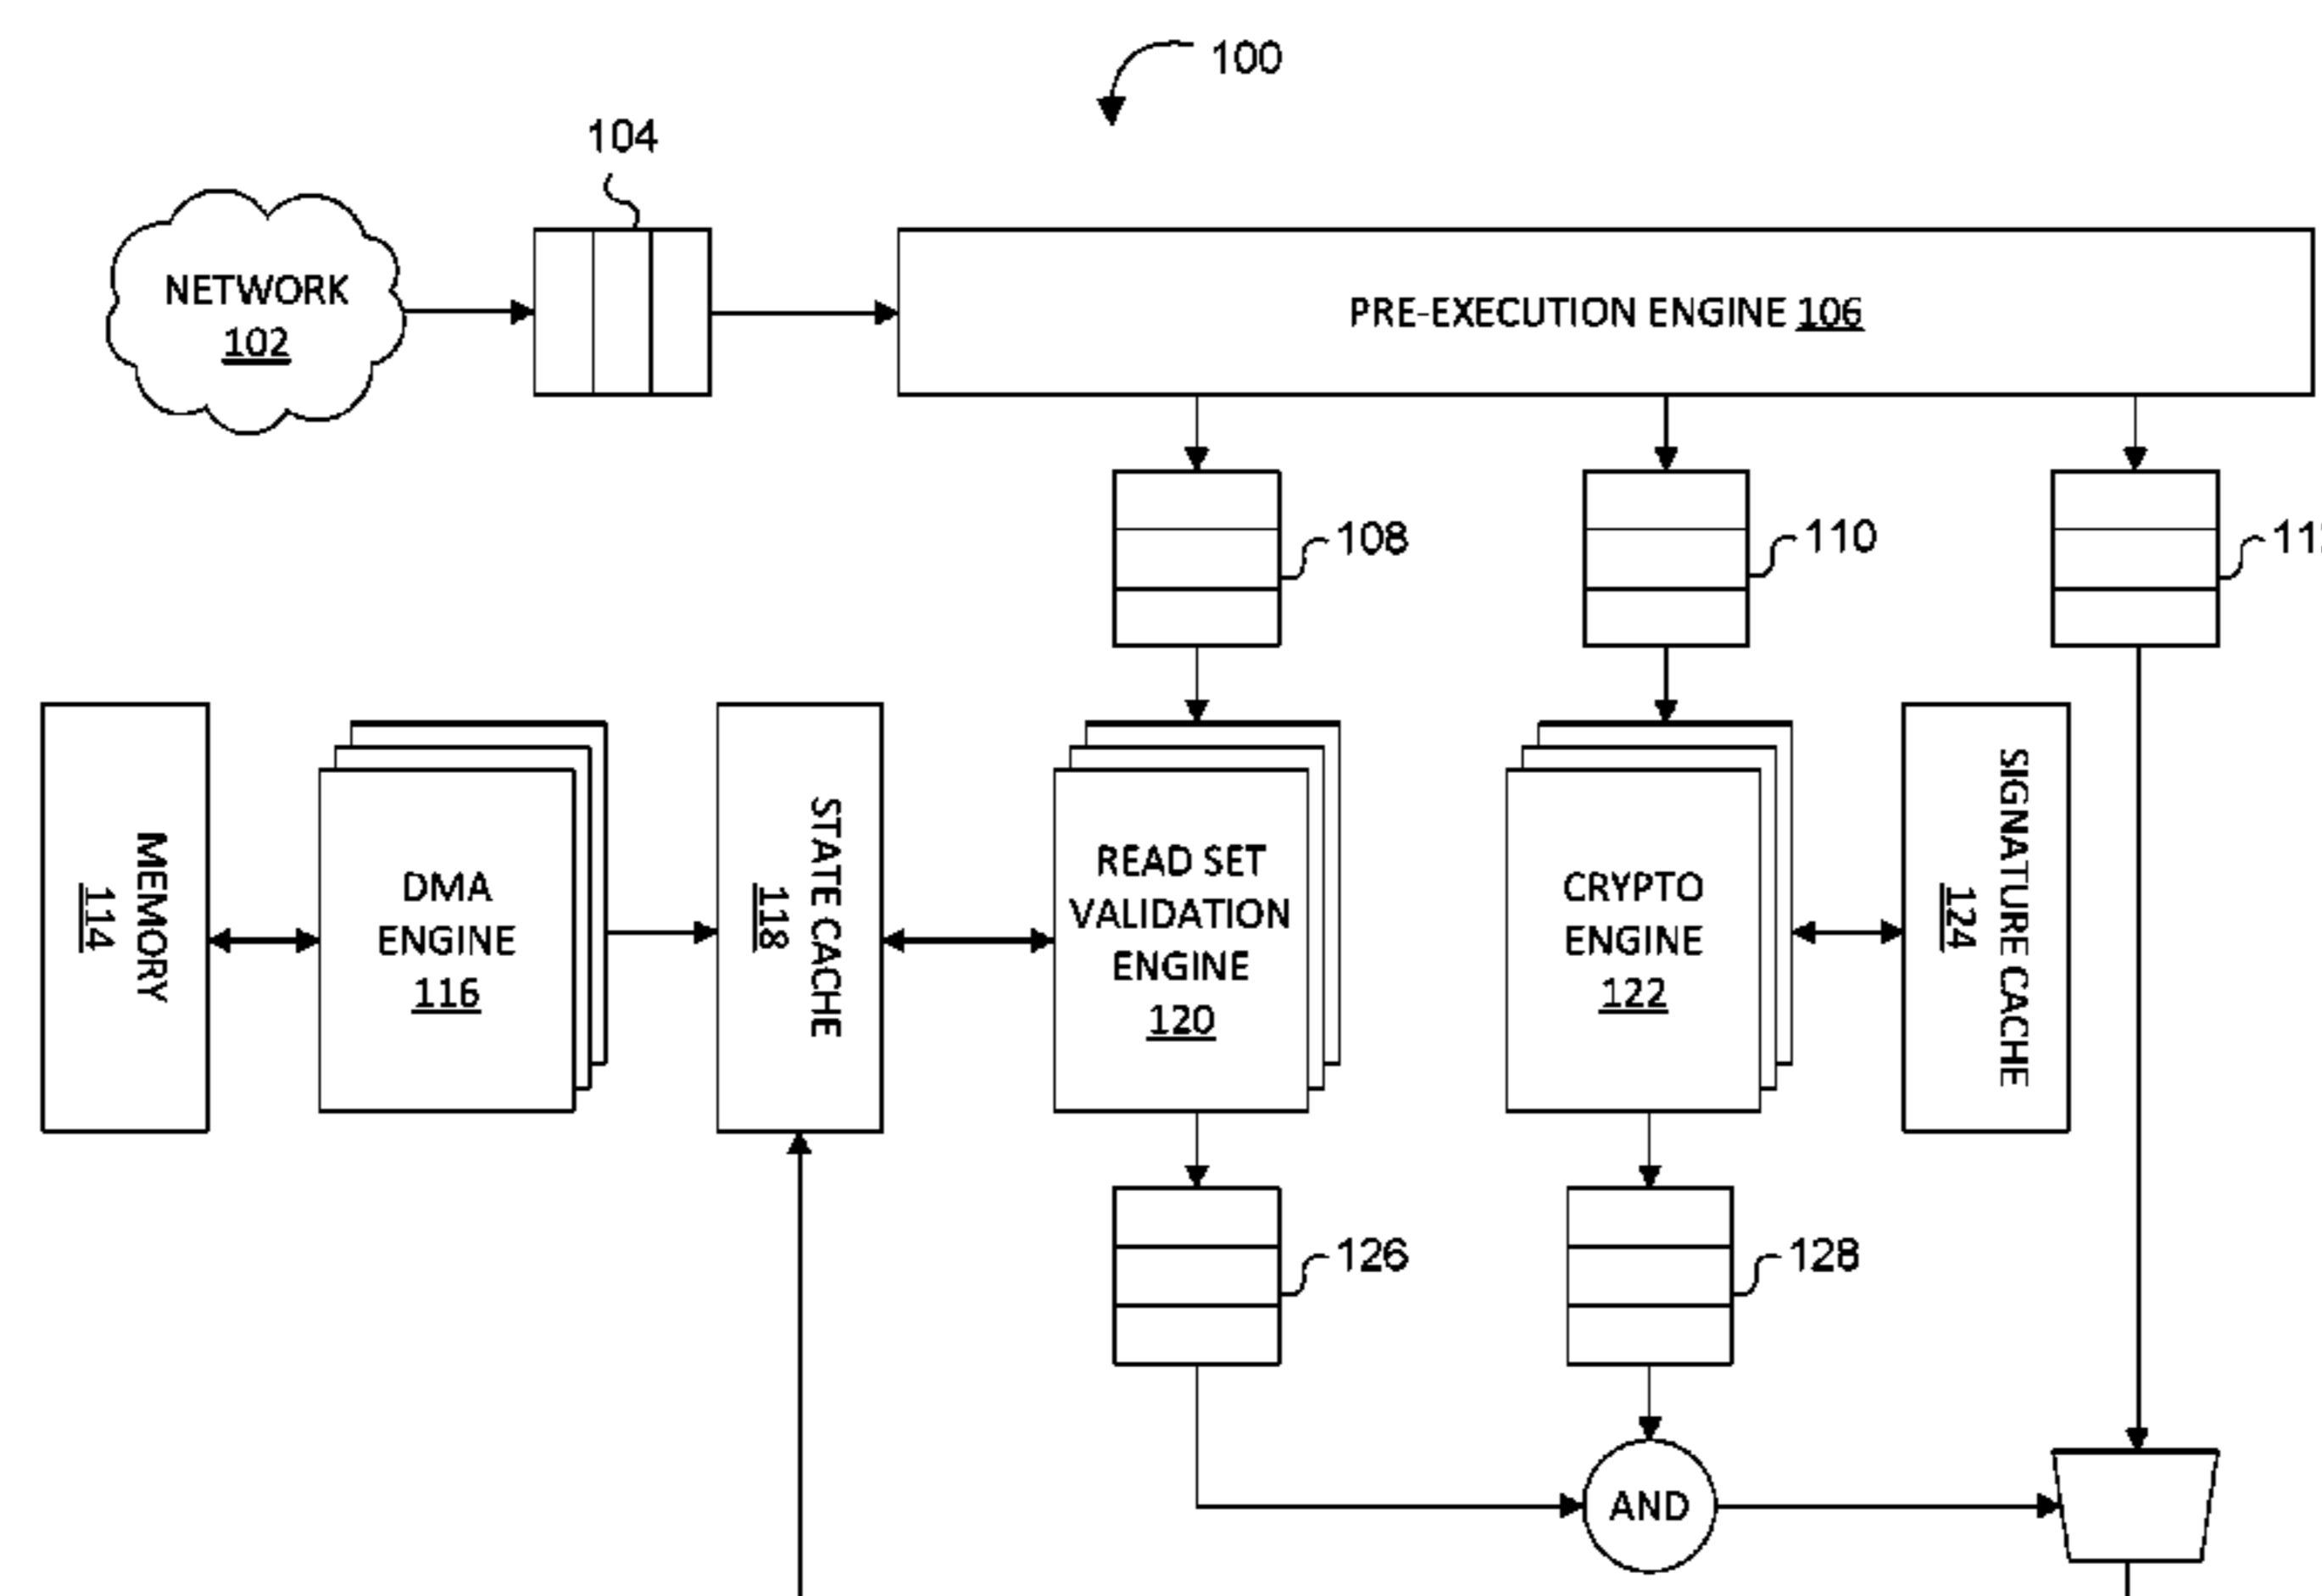 100
104
NETWORK
102
PRE-EXECUTION ENGINE 106
108
110
MEMORY
114
DMA
ENGINE
116
STATE CACHE
118
READ SET
VALIDATION
ENGINE
120
CRYPTO
ENGINE
122
SIGNATURE CACHE
124
126
128
AND